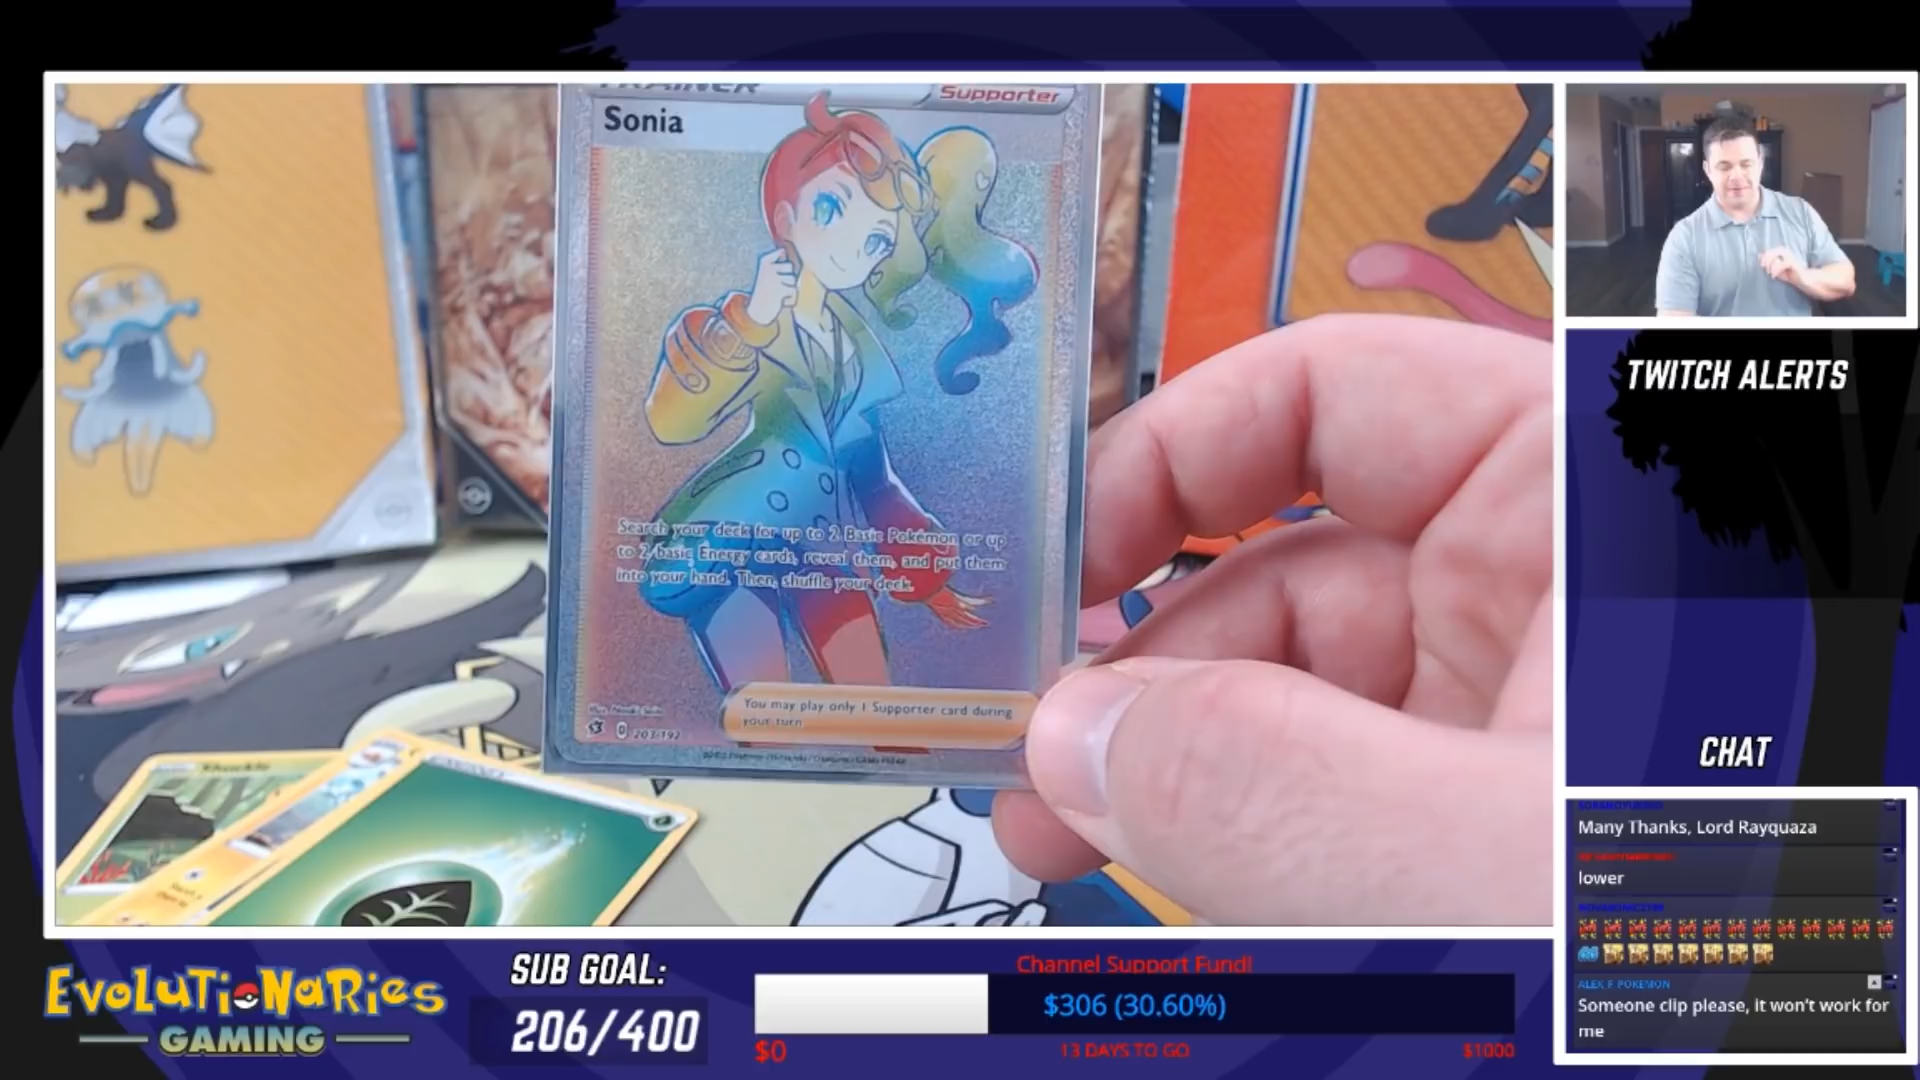 TRAINER
Supporter
Sonia
Search your deck for up to 2 Basic Pokémon or up
to 2 basic Energy cards, reveal them, and put them
into your hand. Then, shuffle your deck.
You may play only 1 Supporter card during
your turn.
203/192
Shuckle
TWITCH ALERTS
CHAT
Many Thanks, Lord Rayquaza
lower
ALEX F POKEMON
Someone clip please, it won't work for
me
EVOLUTIONARIES
GAMING
SUB GOAL:
206/400
Channel Support Fund!
$306 (30.60%)
$0
13 DAYS TO GO
$1000